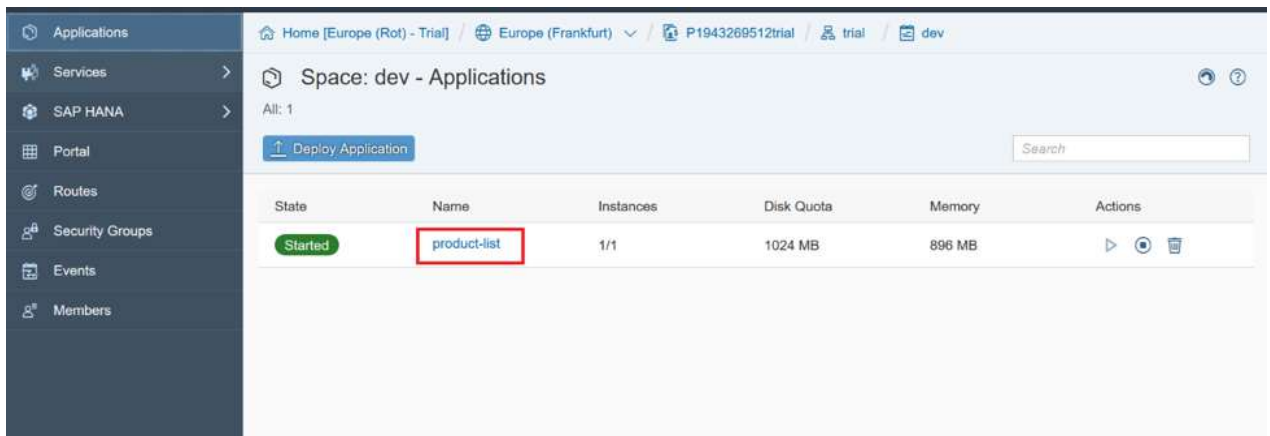 Applications
Services
SAP HANA
Portal
Routes
Security Groups
Events
Members
Home [Europe (Rot) - Trial] / Europe (Frankfurt) / P1943269512trial / trial / dev
Space: dev - Applications
All: 1
Deploy Application
Search
State Name Instances Disk Quota Memory Actions
Started product-list 1/1 1024 MB 896 MB